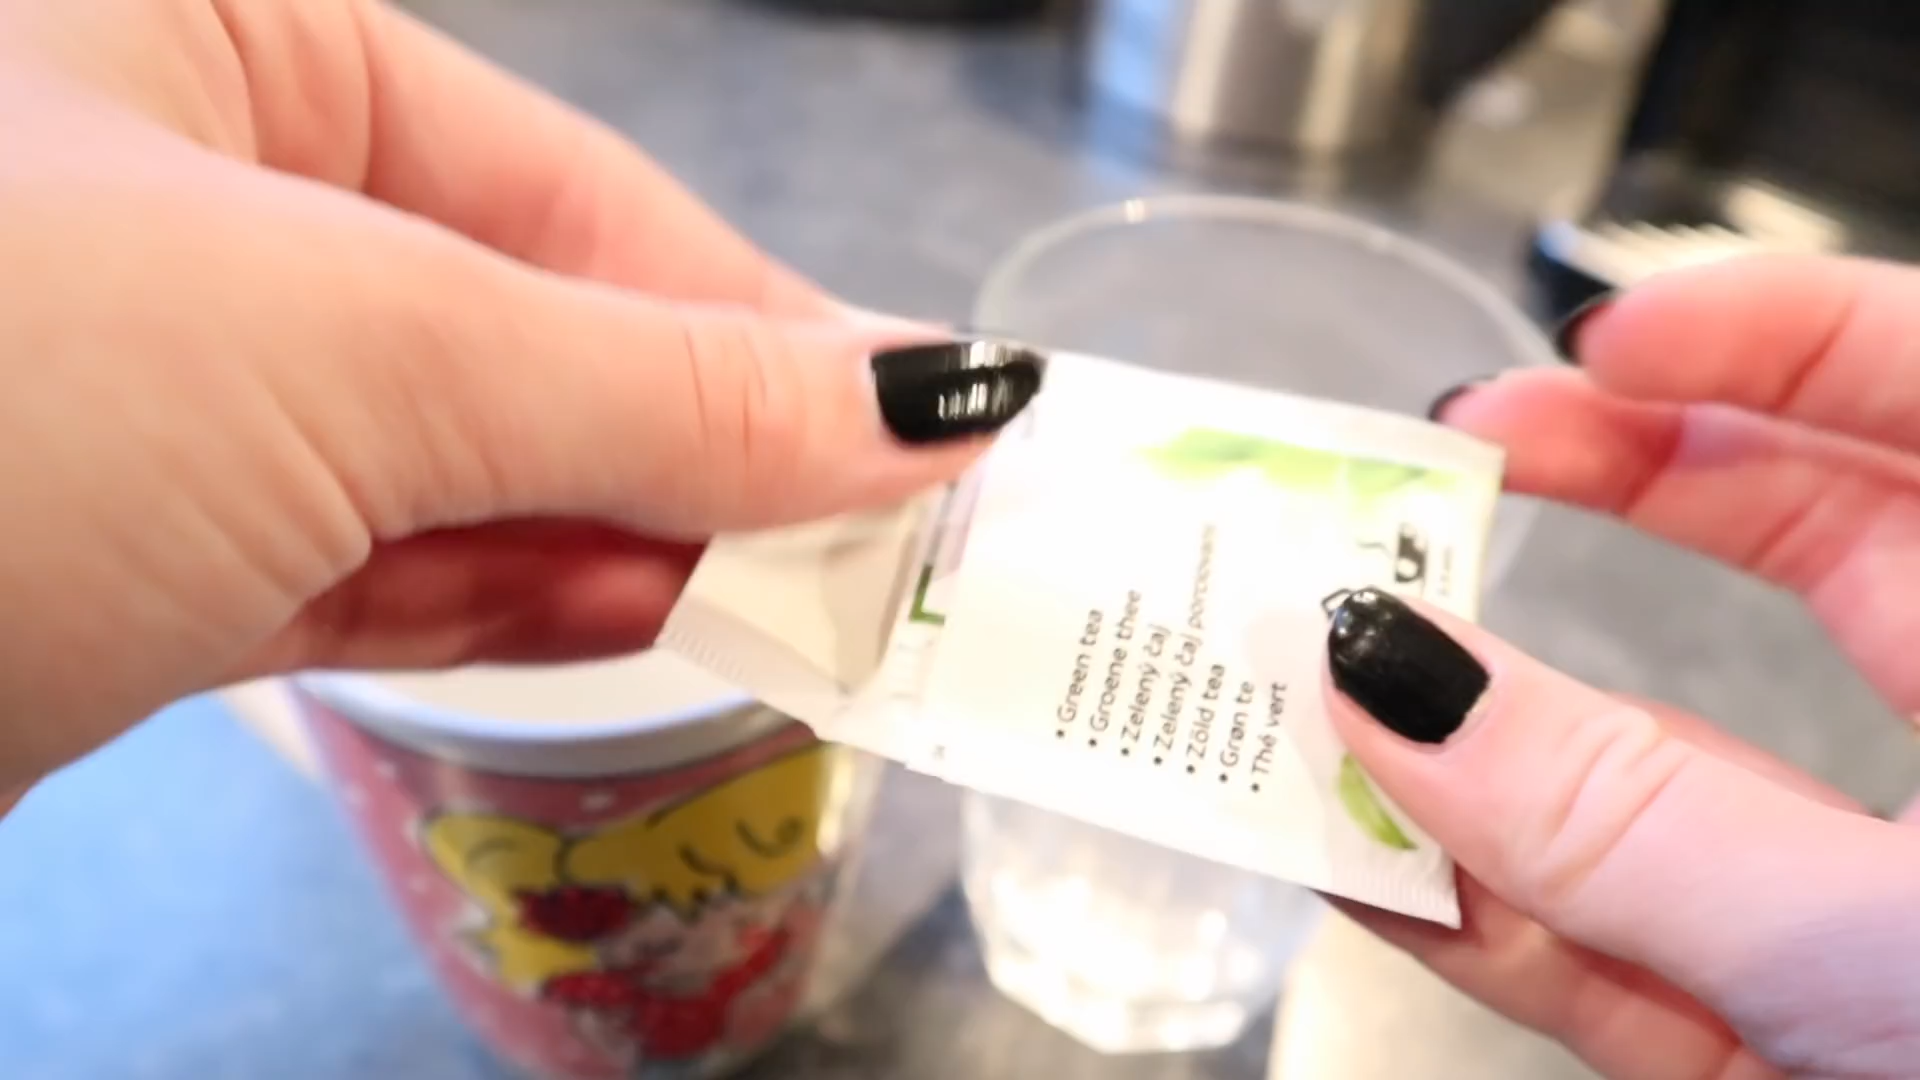 • Green tea
• Groene thee
• Zelený čaj
• Zelený čaj porcovaný
• Zöld tea
• Grøn te
• Thé vert